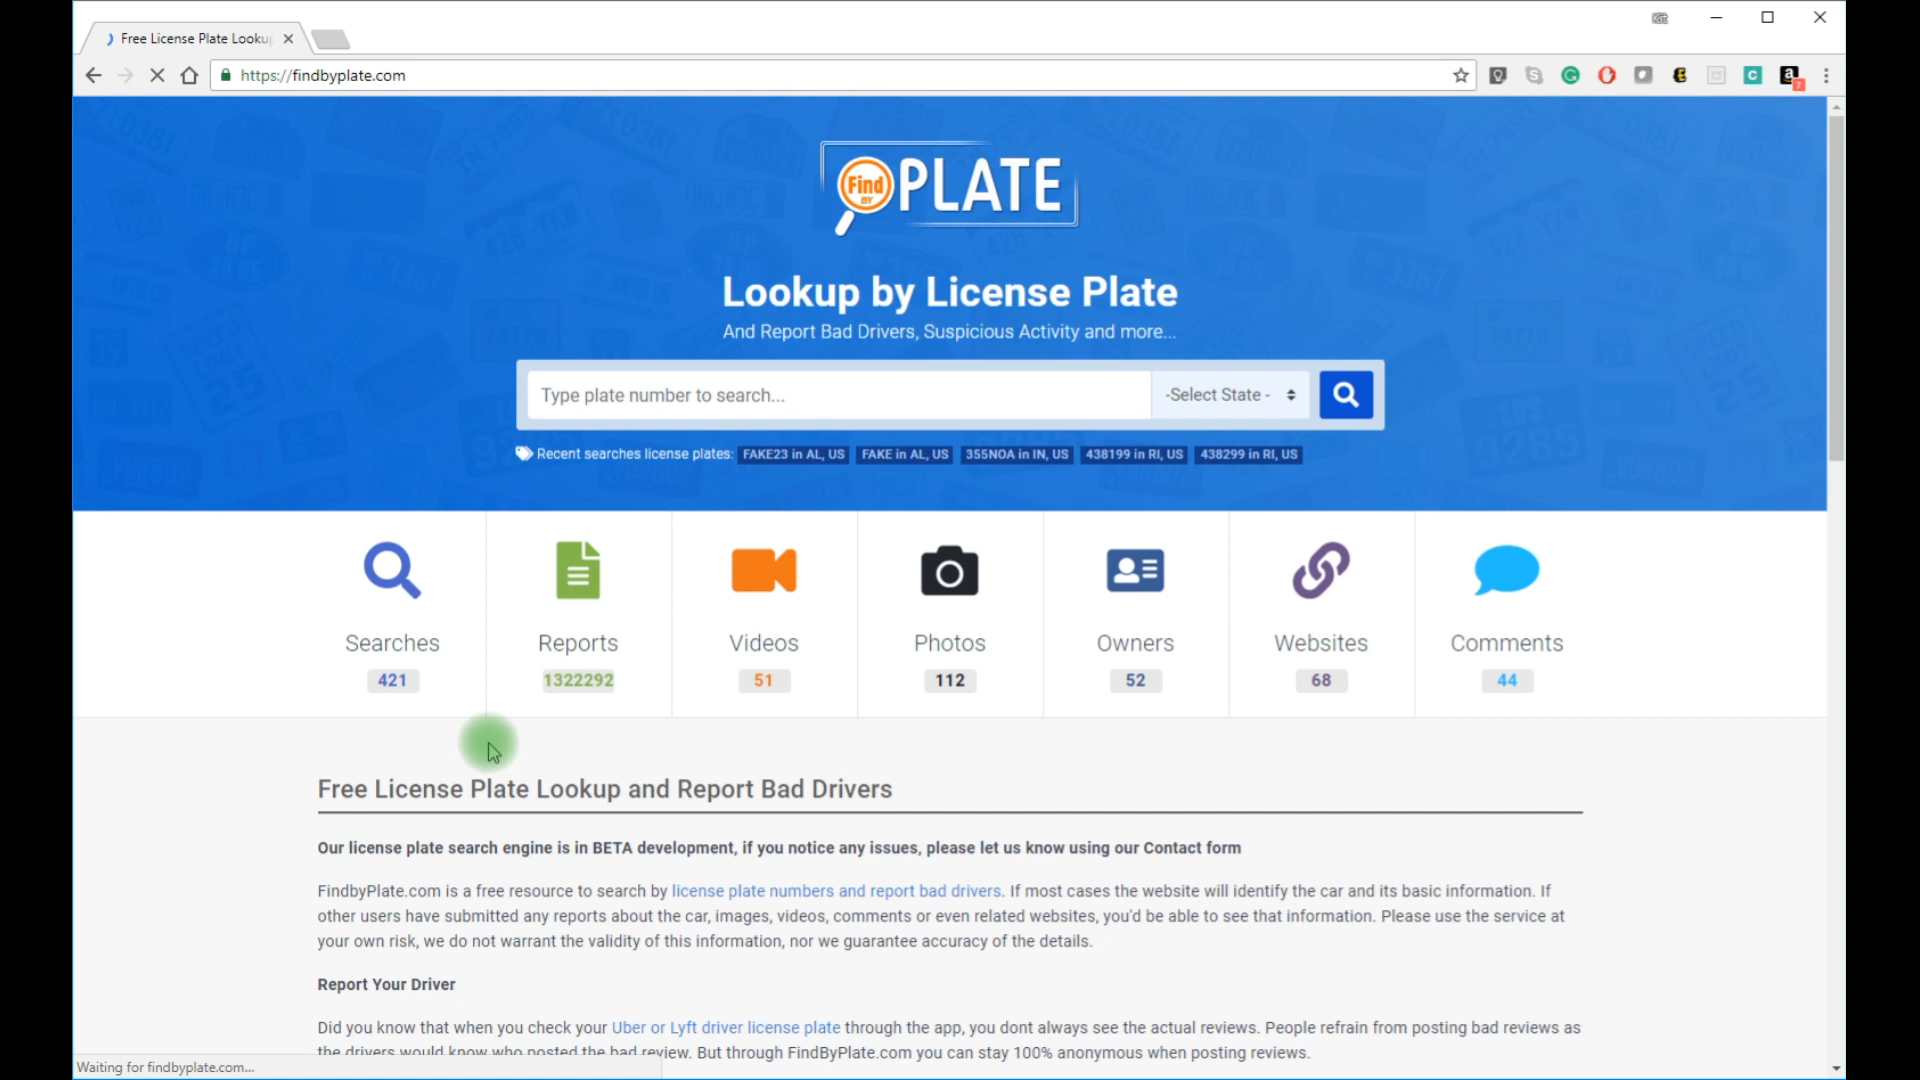 Free License Plate Looku
https://findbyplate.com
Find BY PLATE
Lookup by License Plate
And Report Bad Drivers, Suspicious Activity and more...
Type plate number to search...
-Select State -
Recent searches license plates: FAKE23 in AL, US FAKE in AL, US 355NOA in IN, US 438199 in RI, US 438299 in RI, US
Searches Reports Videos Photos Owners Websites Comments
421 1322292 51 112 52 68 44
Free License Plate Lookup and Report Bad Drivers
Our license plate search engine is in BETA development, if you notice any issues, please let us know using our Contact form
FindbyPlate.com is a free resource to search by license plate numbers and report bad drivers. If most cases the website will identify the car and its basic information. If
other users have submitted any reports about the car, images, videos, comments or even related websites, you'd be able to see that information. Please use the service at
your own risk, we do not warrant the validity of this information, nor we guarantee accuracy of the details.
Report Your Driver
Did you know that when you check your Uber or Lyft driver license plate through the app, you dont always see the actual reviews. People refrain from posting bad reviews as
the drivers would know who posted the bad review. But through FindByPlate.com you can stay 100% anonymous when posting reviews.
Waiting for findbyplate.com...